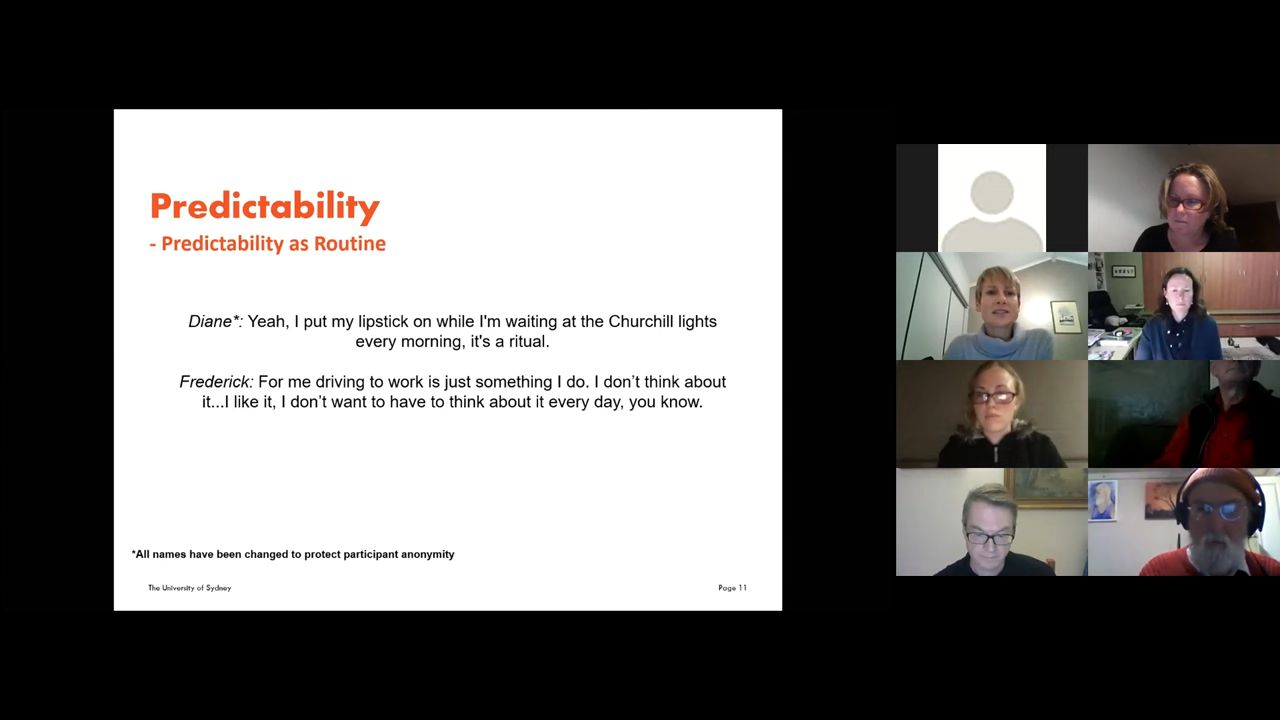 Predictability
- Predictability as Routine
Diane*: Yeah, I put my lipstick on while I'm waiting at the Churchill lights
every morning, it's a ritual.
Frederick: For me driving to work is just something I do. I don’t think about
it...I like it, I don’t want to have to think about it every day, you know.
*All names have been changed to protect participant anonymity
The University of Sydney
Page 11